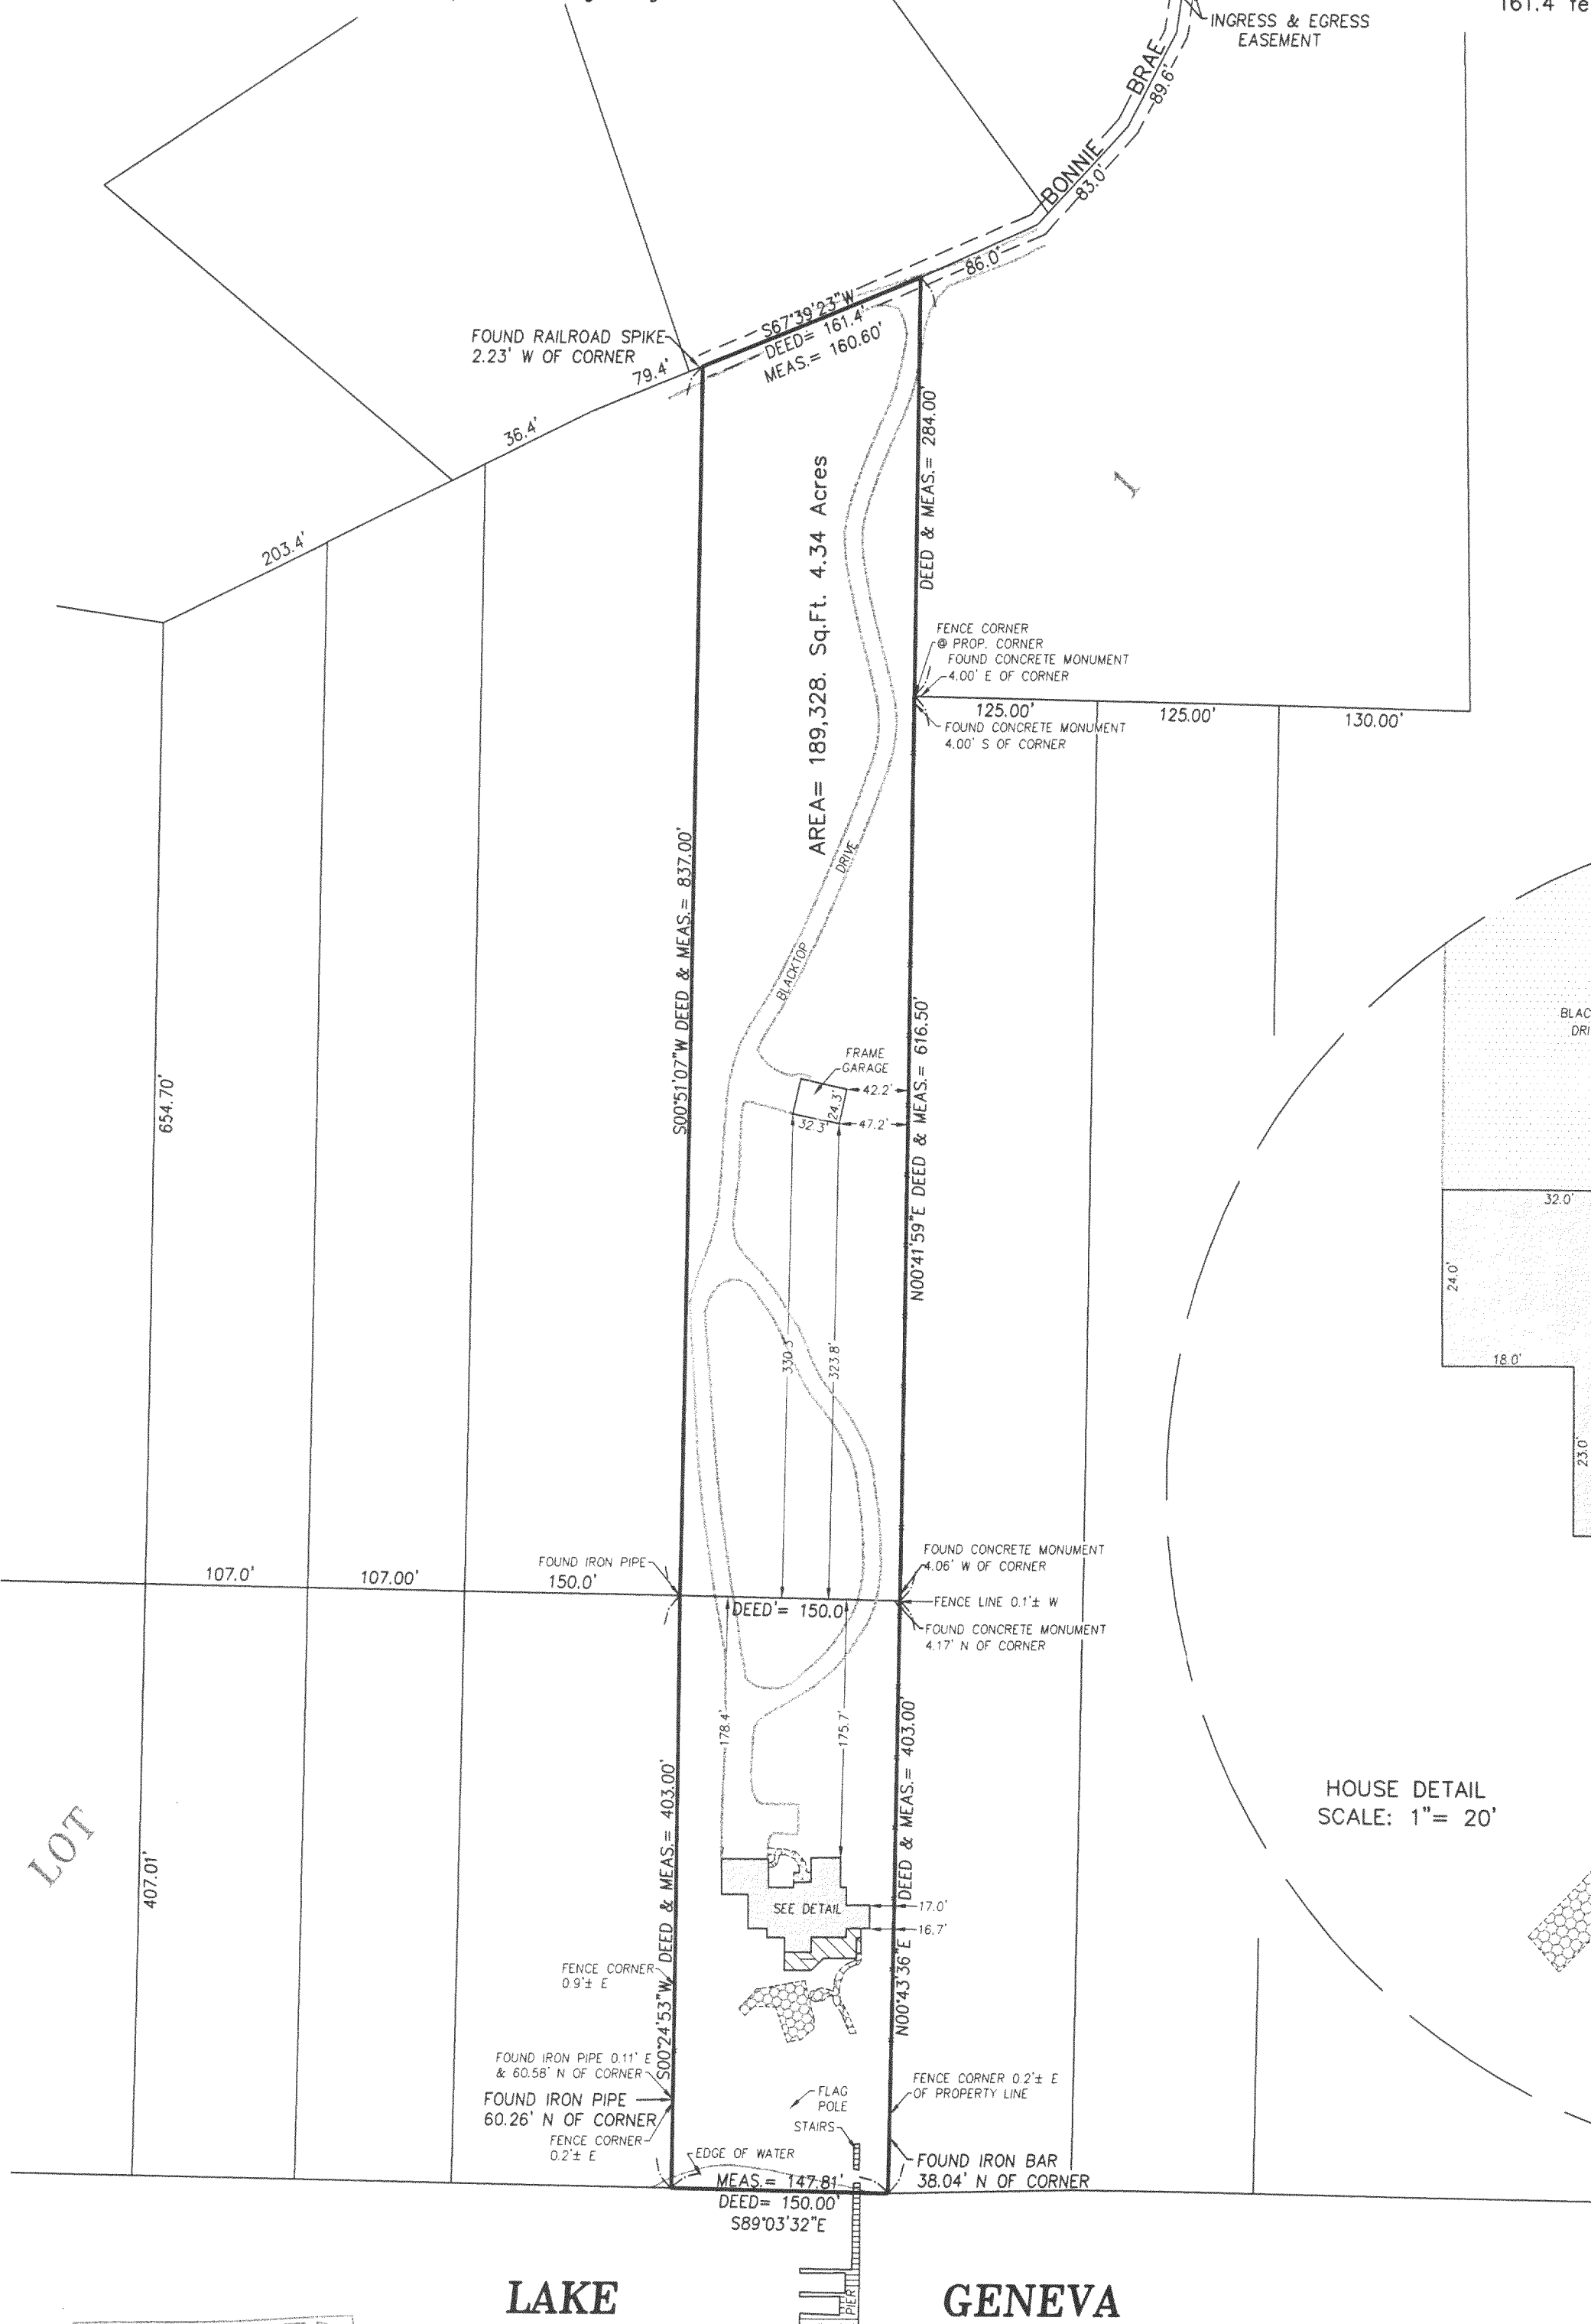 161.4'
INGRESS & EGRESS
EASEMENT
BONNIE BRAE
89.6'
83.0'
86.0'
S67°39'23"W
DEED= 161.4'
MEAS.= 160.60'
FOUND RAILROAD SPIKE
2.23' W OF CORNER
79.4'
36.4'
203.4'
DEED & MEAS.= 284.00'
AREA= 189,328. Sq.Ft. 4.34 Acres
1
FENCE CORNER
@ PROP. CORNER
FOUND CONCRETE MONUMENT
4.00' E OF CORNER
125.00'
125.00'
130.00'
FOUND CONCRETE MONUMENT
4.00' S OF CORNER
S00°51'07"W DEED & MEAS.= 837.00'
BLACKTOP DRIVE
FRAME
GARAGE
42.2'
24.3'
32.3'
47.2'
N00°41'59"E DEED & MEAS.= 616.50'
654.70'
BLAC
DRI
32.0'
24.0'
18.0'
23.0'
330.3'
323.8'
FOUND IRON PIPE
107.0'
107.00'
150.0'
DEED'= 150.0
FOUND CONCRETE MONUMENT
4.06' W OF CORNER
FENCE LINE 0.1'± W
FOUND CONCRETE MONUMENT
4.17' N OF CORNER
178.4'
175.7'
S00°24'53"W DEED & MEAS.= 403.00'
N00°43'36"E DEED & MEAS.= 403.00'
HOUSE DETAIL
SCALE: 1"= 20'
LOT
407.01'
SEE DETAIL
17.0'
16.7'
FENCE CORNER
0.9'± E
FOUND IRON PIPE 0.11' E
& 60.58' N OF CORNER
FOUND IRON PIPE
60.26' N OF CORNER
FENCE CORNER
0.2'± E
FLAG
POLE
STAIRS
FENCE CORNER 0.2'± E
OF PROPERTY LINE
EDGE OF WATER
FOUND IRON BAR
38.04' N OF CORNER
MEAS.= 147.81'
DEED= 150.00'
S89°03'32"E
PIER
LAKE GENEVA